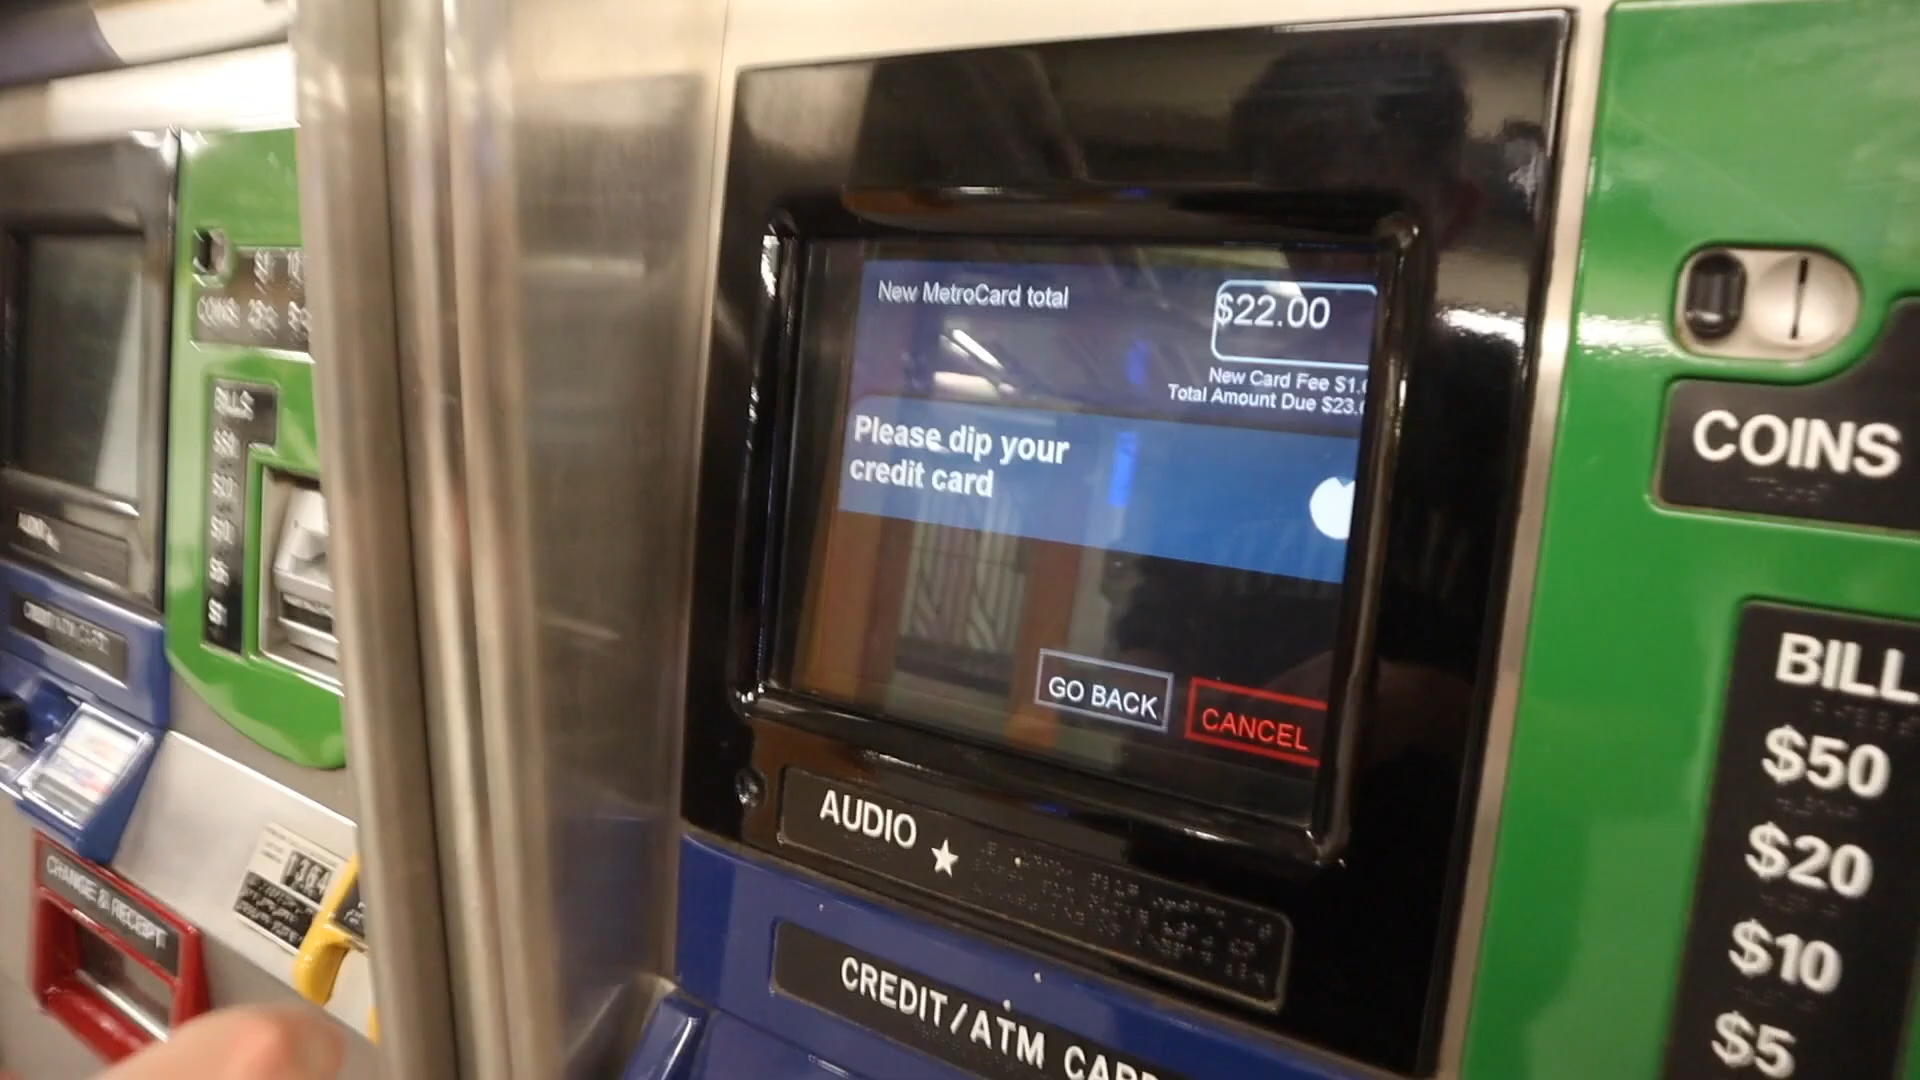 New MetroCard total
$22.00
New Card Fee $1.
Total Amount Due $23.
Please dip your
credit card
GO BACK
CANCEL
AUDIO ★
CREDIT/ATM CARD
COINS
BILL
$50
$20
$10
$5
BILLS
CHANGE & RECEIPT